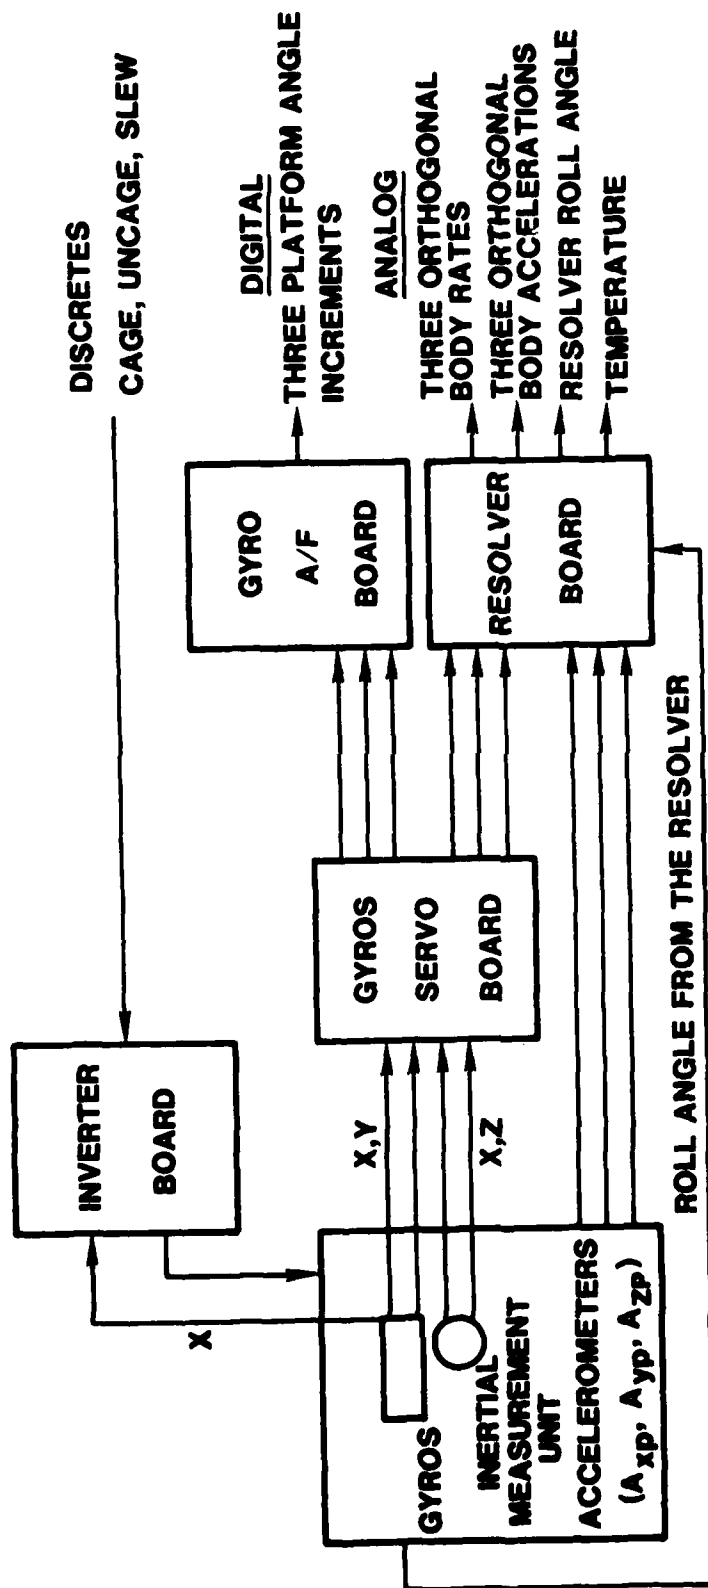 DISCRETES
CAGE, UNCAGE, SLEW
INVERTER
BOARD
X
DIGITAL
THREE PLATFORM ANGLE
INCREMENTS
GYRO
A/F
BOARD
ANALOG
THREE ORTHOGONAL
BODY RATES
THREE ORTHOGONAL
BODY ACCELERATIONS
RESOLVER ROLL ANGLE
TEMPERATURE
RESOLVER
BOARD
GYROS
SERVO
BOARD
X,Y
X,Z
GYROS
INERTIAL
MEASUREMENT
UNIT
ACCELEROMETERS
(AXP, AYP, AZP)
ROLL ANGLE FROM THE RESOLVER